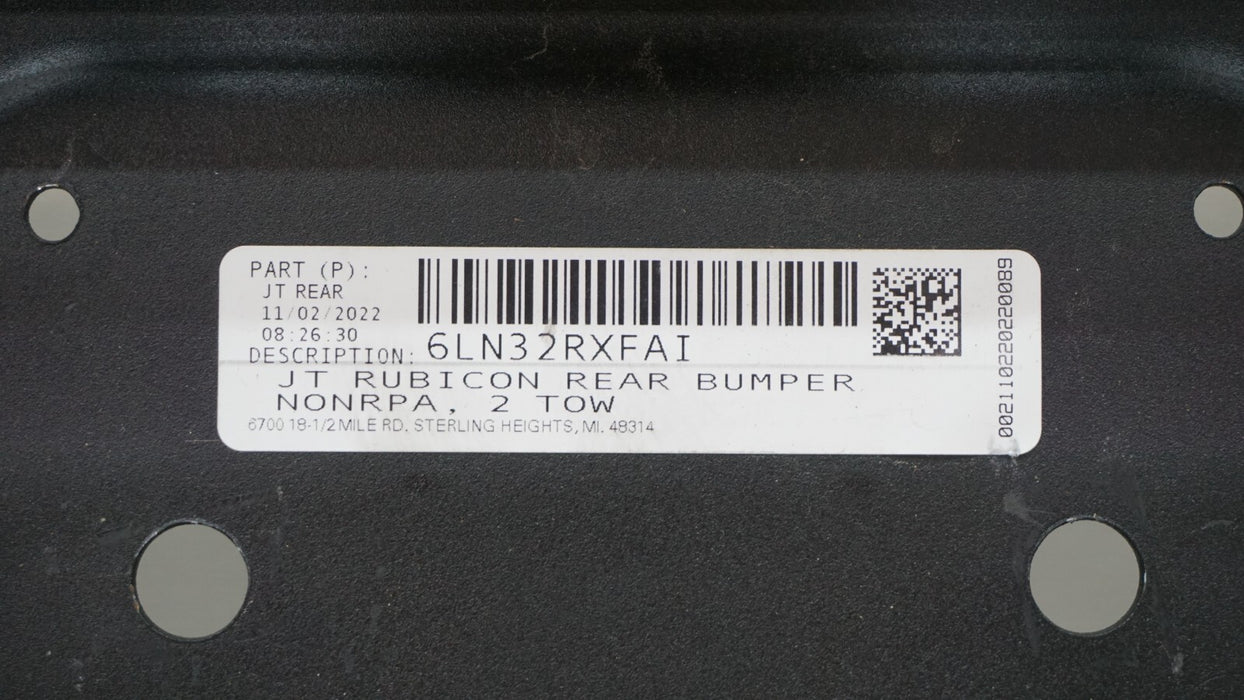 PART (P):
JT REAR
11/02/2022
08:26:30
6LN32RXFAI
DESCRIPTION:
JT RUBICON REAR BUMPER
NONRPA, 2 TOW
6700 18-1/2 MILE RD. STERLING HEIGHTS, MI. 48314
0021102202220089